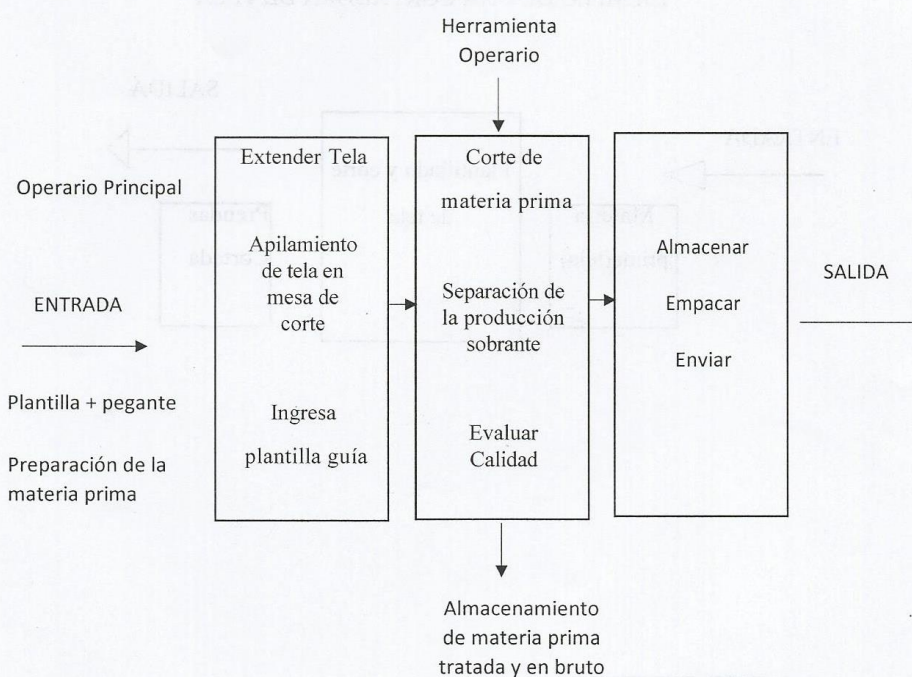 Herramienta
Operario
Operario Principal
ENTRADA
Plantilla + pegante
Preparación de la
materia prima
Extender Tela
Apilamiento
de tela en
mesa de
corte
Ingresa
plantilla guía
Corte de
materia prima
Separación de
la producción
sobrante
Evaluar
Calidad
Almacenar
Empacar
Enviar
SALIDA
Almacenamiento
de materia prima
tratada y en bruto